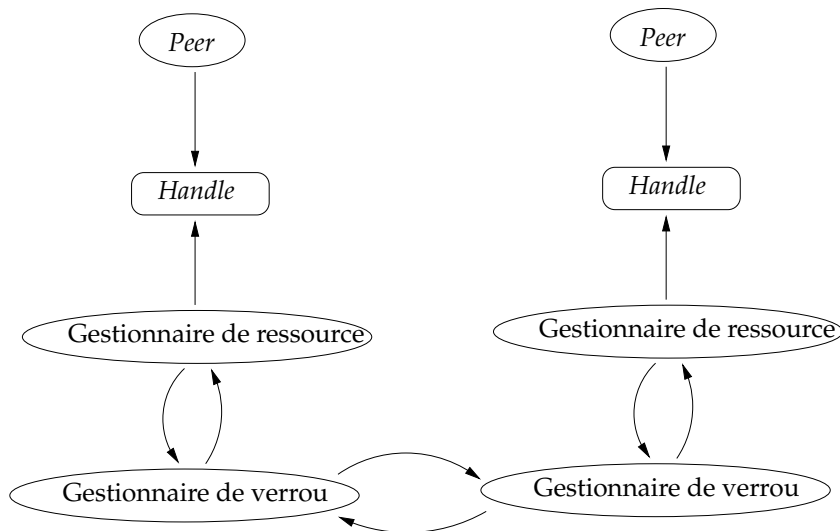 Peer
Peer
Handle
Handle
Gestionnaire de ressource
Gestionnaire de ressource
Gestionnaire de verrou
Gestionnaire de verrou